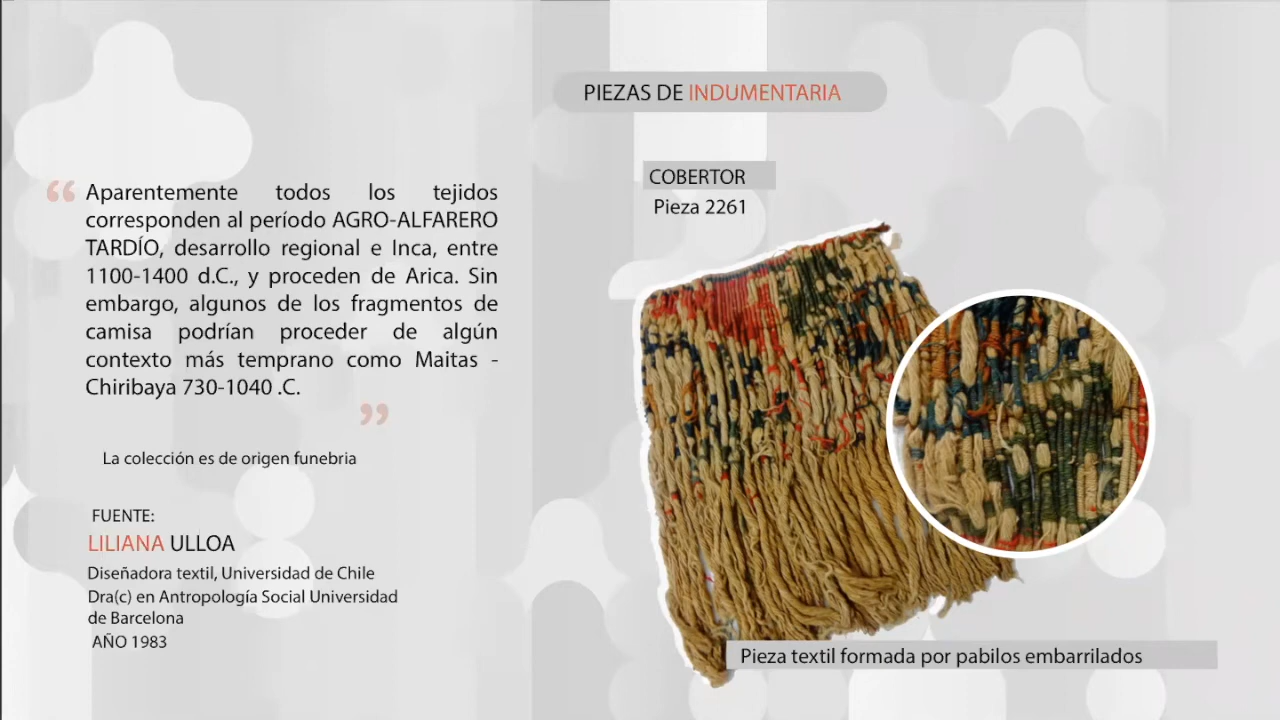 PIEZAS DE INDUMENTARIA
“ Aparentemente todos los tejidos
corresponden al período AGRO-ALFARERO
TARDÍO, desarrollo regional e Inca, entre
1100-1400 d.C., y proceden de Arica. Sin
embargo, algunos de los fragmentos de
camisa podrían proceder de algún
contexto más temprano como Maitas -
Chiribaya 730-1040 .C.
”
La colección es de origen funebria
FUENTE:
LILIANA ULLOA
Diseñadora textil, Universidad de Chile
Dra(c) en Antropología Social Universidad
de Barcelona
AÑO 1983
COBERTOR
Pieza 2261
Pieza textil formada por pabilos embarrilados